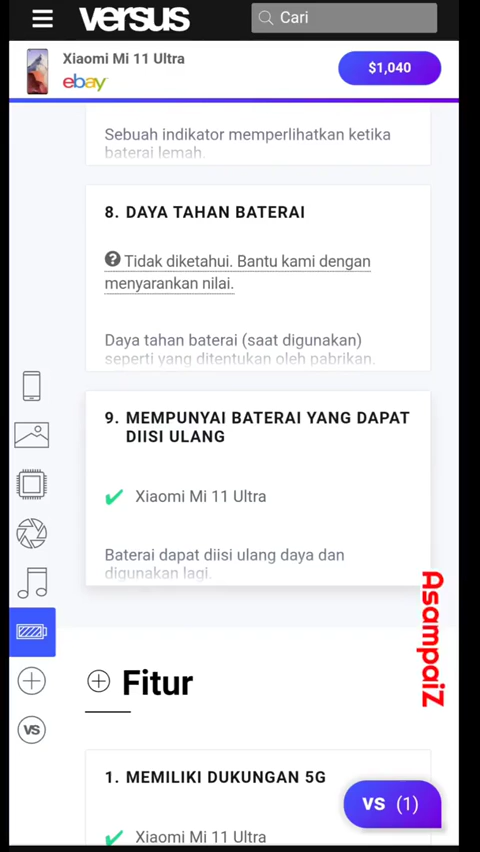 versus
Cari
Xiaomi Mi 11 Ultra
ebay
$1,040
Sebuah indikator memperlihatkan ketika
baterai lemah.
8. DAYA TAHAN BATERAI
? Tidak diketahui. Bantu kami dengan
menyarankan nilai.
Daya tahan baterai (saat digunakan)
seperti yang ditentukan oleh pabrikan.
9. MEMPUNYAI BATERAI YANG DAPAT
DIISI ULANG
Xiaomi Mi 11 Ultra
Baterai dapat diisi ulang daya dan
digunakan lagi.
AsampaiZ
VS
Fitur
1. MEMILIKI DUKUNGAN 5G
VS (1)
Xiaomi Mi 11 Ultra